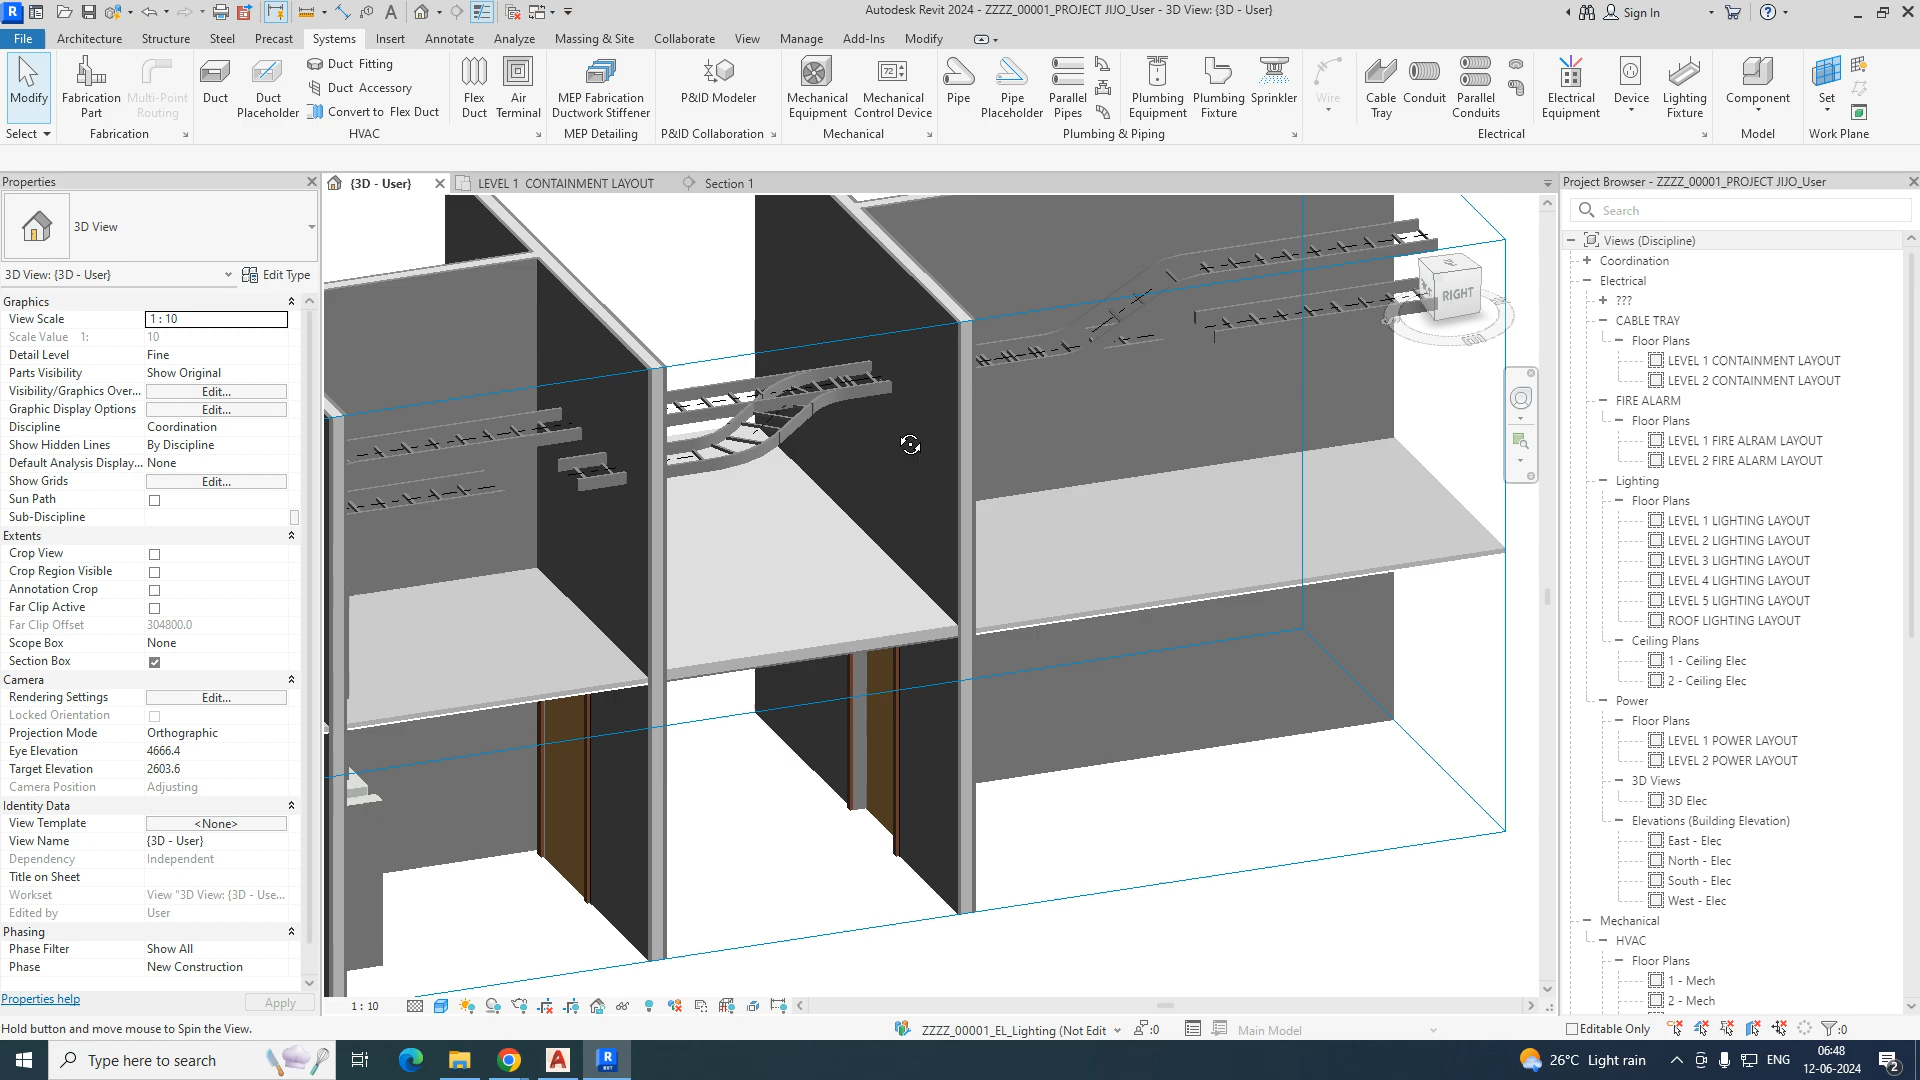 Autodesk Revit 2024 - ZZZZ_00001_PROJECT JIJO_User - 3D View: {3D - User}
Sign In
File Architecture Structure Steel Precast Systems Insert Annotate Analyze Massing & Site Collaborate View Manage Add-Ins Modify
Modify
Select
Fabrication Part
Multi-Point Routing
Fabrication
Duct
Duct Placeholder
Duct Fitting
Duct Accessory
Convert to Flex Duct
Flex Duct
Air Terminal
HVAC
MEP Fabrication Ductwork Stiffener
MEP Detailing
P&ID Modeler
P&ID Collaboration
Mechanical Equipment
Mechanical Control Device
Mechanical
Pipe
Pipe Placeholder
Parallel Pipes
Plumbing Equipment
Plumbing Fixture
Sprinkler
Plumbing & Piping
Wire
Cable Tray
Conduit
Parallel Conduits
Electrical Equipment
Device
Lighting Fixture
Electrical
Component
Model
Set
Work Plane
Properties
3D View
3D View: {3D - User}
Edit Type
Graphics
View Scale 1 : 10
Scale Value 1: 10
Detail Level Fine
Parts Visibility Show Original
Visibility/Graphics Over... Edit...
Graphic Display Options Edit...
Discipline Coordination
Show Hidden Lines By Discipline
Default Analysis Display... None
Show Grids Edit...
Sun Path
Sub-Discipline
Extents
Crop View
Crop Region Visible
Annotation Crop
Far Clip Active
Far Clip Offset 304800.0
Scope Box None
Section Box
Camera
Rendering Settings Edit...
Locked Orientation
Projection Mode Orthographic
Eye Elevation 4666.4
Target Elevation 2603.6
Camera Position Adjusting
Identity Data
View Template <None>
View Name {3D - User}
Dependency Independent
Title on Sheet
Workset View "3D View: {3D - Use...
Edited by User
Phasing
Phase Filter Show All
Phase New Construction
Properties help
Apply
{3D - User}
LEVEL 1 CONTAINMENT LAYOUT
Section 1
RIGHT
1 : 10
Project Browser - ZZZZ_00001_PROJECT JIJO_User
Search
Views (Discipline)
Coordination
Electrical
???
CABLE TRAY
Floor Plans
LEVEL 1 CONTAINMENT LAYOUT
LEVEL 2 CONTAINMENT LAYOUT
FIRE ALARM
Floor Plans
LEVEL 1 FIRE ALRAM LAYOUT
LEVEL 2 FIRE ALARM LAYOUT
Lighting
Floor Plans
LEVEL 1 LIGHTING LAYOUT
LEVEL 2 LIGHTING LAYOUT
LEVEL 3 LIGHTING LAYOUT
LEVEL 4 LIGHTING LAYOUT
LEVEL 5 LIGHTING LAYOUT
ROOF LIGHTING LAYOUT
Ceiling Plans
1 - Ceiling Elec
2 - Ceiling Elec
Power
Floor Plans
LEVEL 1 POWER LAYOUT
LEVEL 2 POWER LAYOUT
3D Views
3D Elec
Elevations (Building Elevation)
East - Elec
North - Elec
South - Elec
West - Elec
Mechanical
HVAC
Floor Plans
1 - Mech
2 - Mech
Hold button and move mouse to Spin the View.
ZZZZ_00001_EL_Lighting (Not Edit
:0
Main Model
Editable Only
:0
Type here to search
26°C Light rain
ENG
06:48
12-06-2024
2